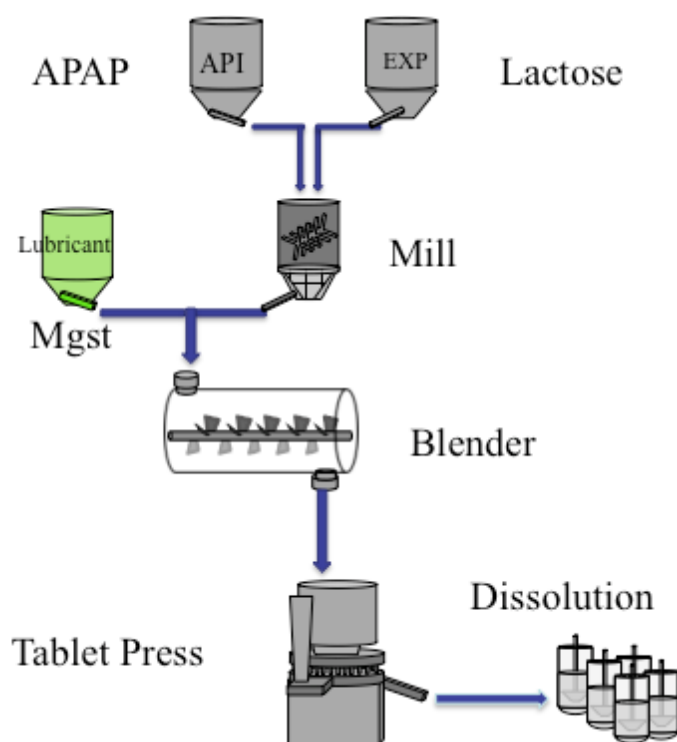 APAP
API
EXP
Lactose
Lubricant
Mill
Mgst
Blender
Dissolution
Tablet Press